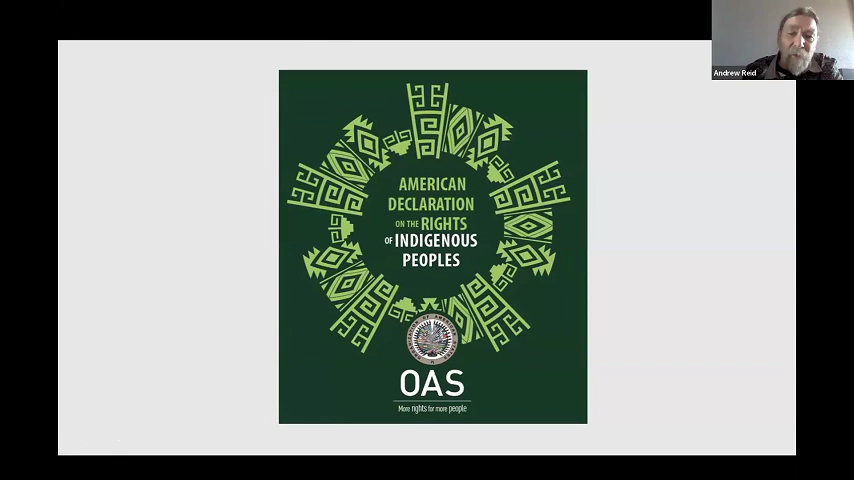 Andrew Reid
AMERICAN
DECLARATION
ON THE RIGHTS
OF INDIGENOUS
PEOPLES
OAS
More rights for more people